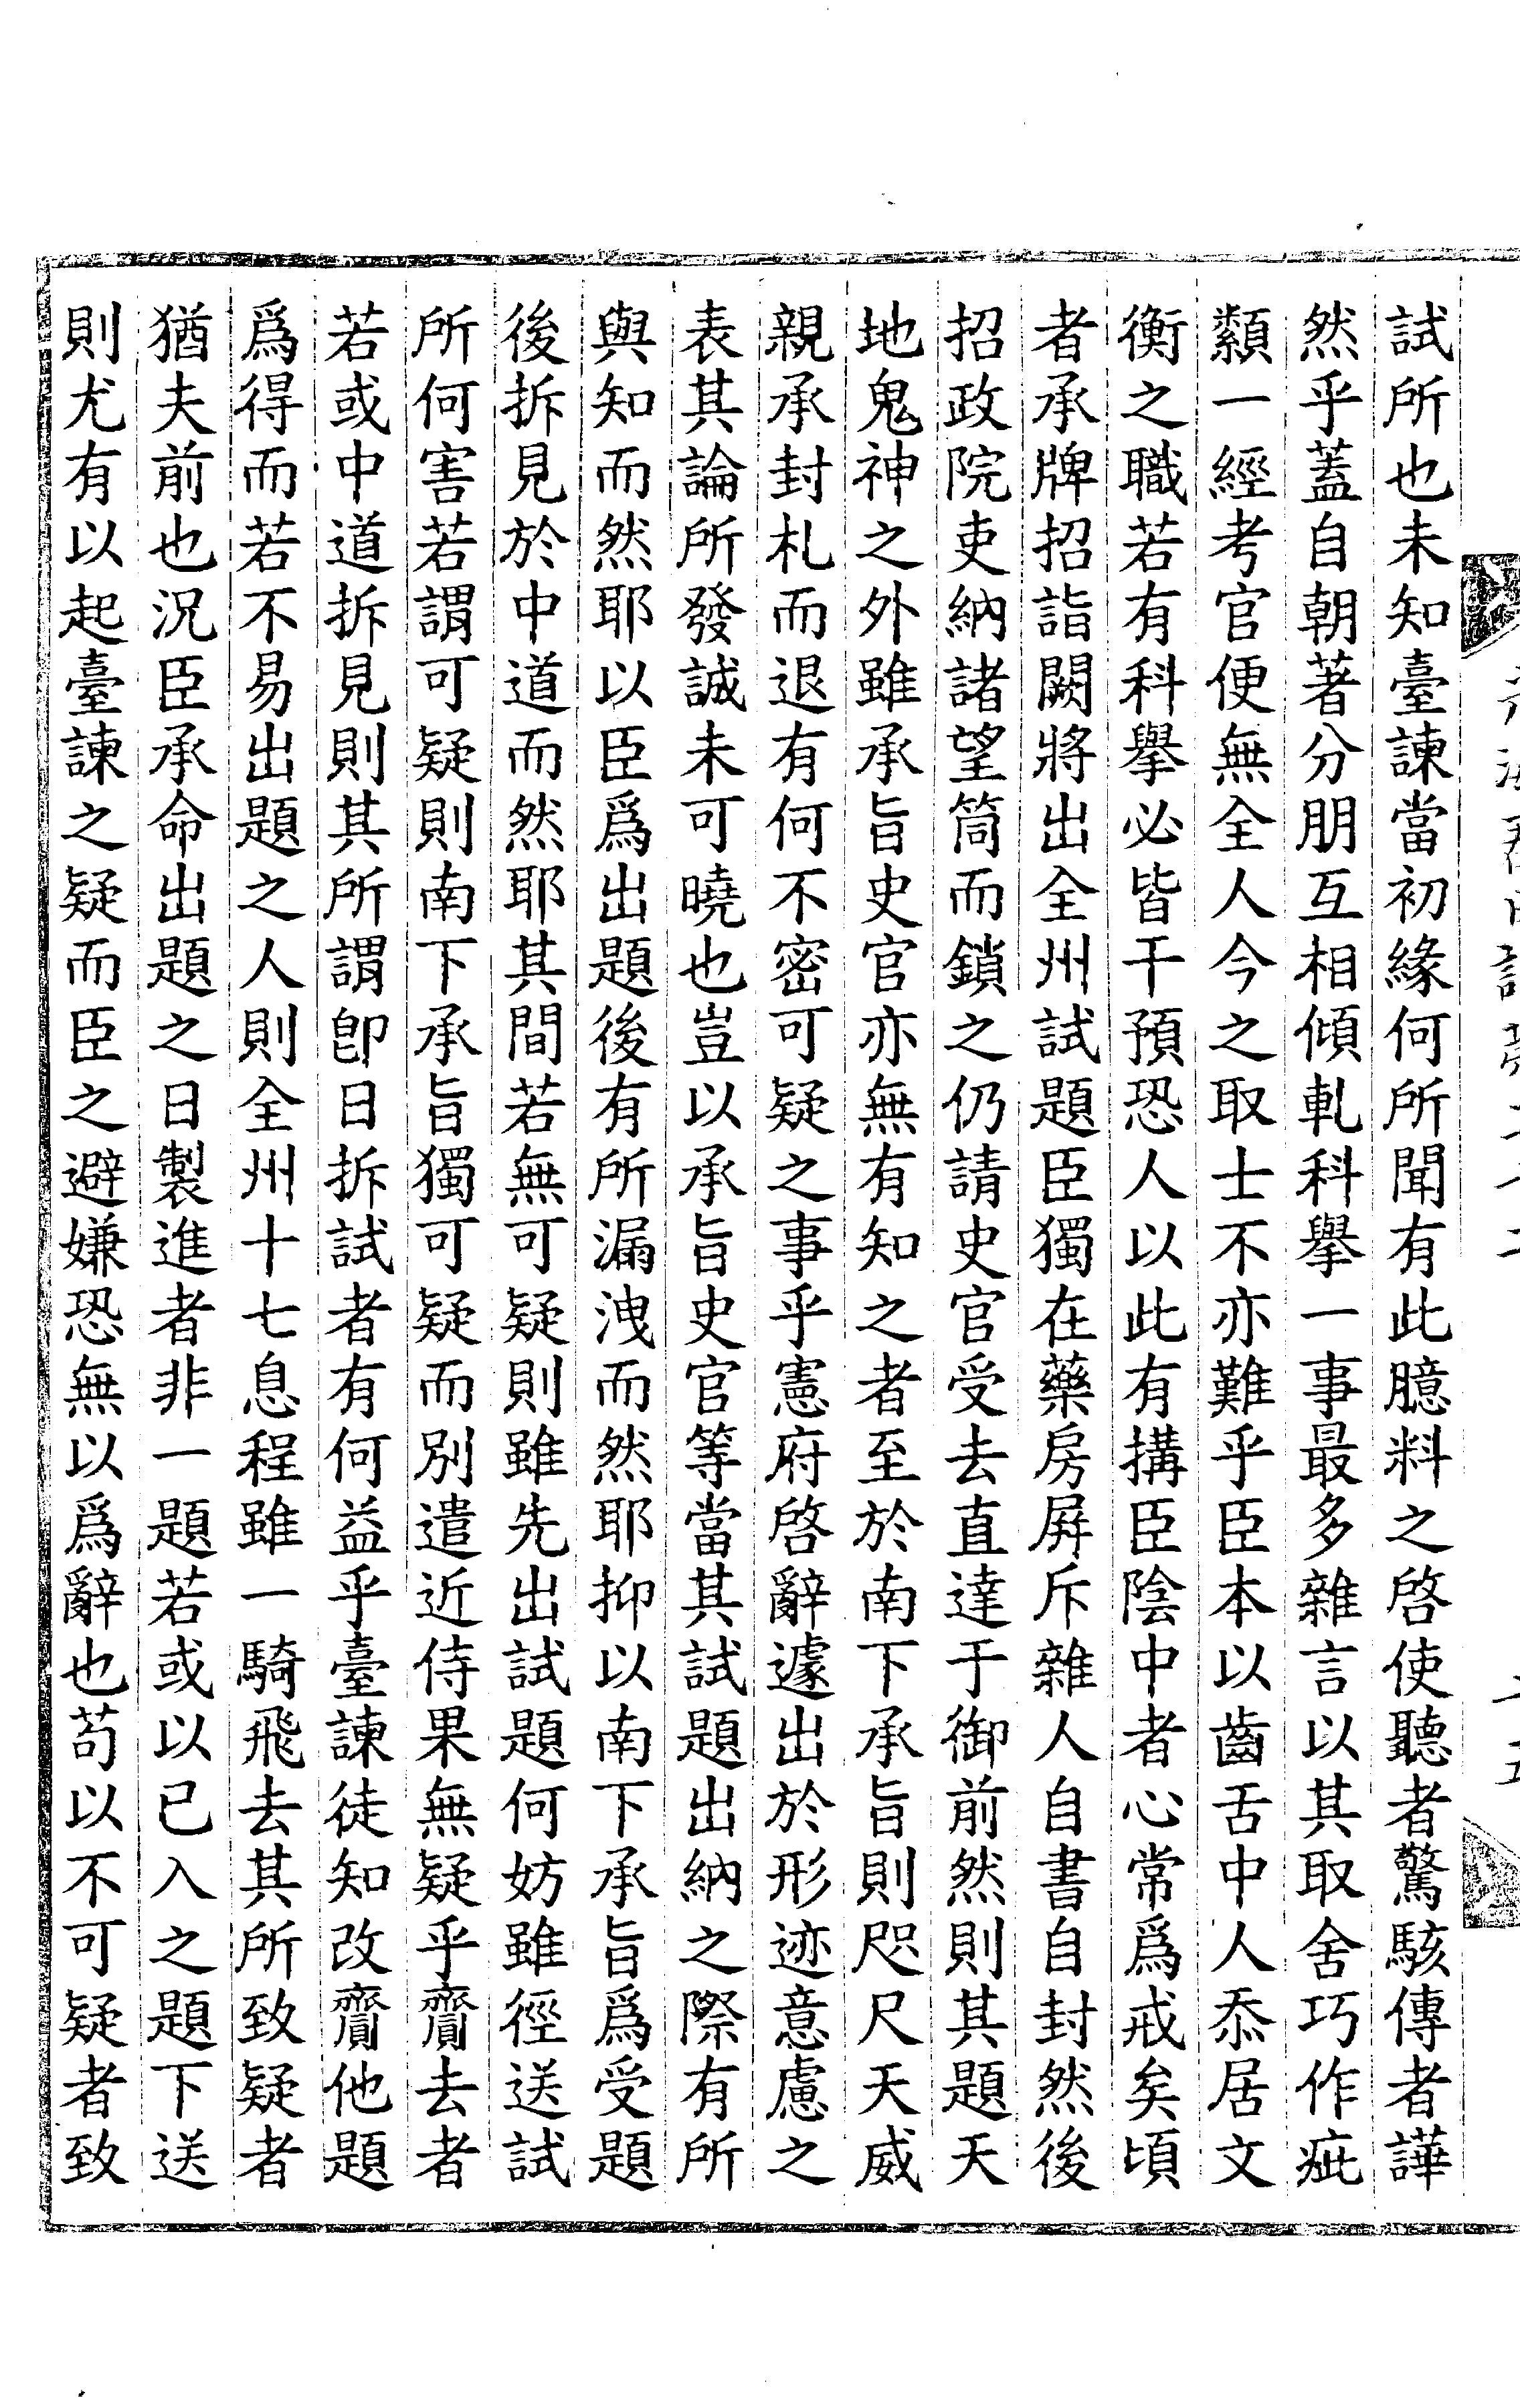 試所也未知臺諫當初緣何所聞有此臆料之啓使聽者驚駭傳者譁
然乎蓋自朝著分朋互相傾軋科擧一事最多雜言以其取舍巧作疵
纇一經考官便無全人今之取士不亦難乎臣本以齒舌中人忝居文
衡之職若有科擧必皆干預恐人以此有搆臣陰中者心常爲戒矣頃
者承牌招詣闕將出全州試題臣獨在藥房屛斥雜人自書自封然後
招政院吏納諸望筒而鎖之仍請史官受去直達于御前然則其題天
地鬼神之外雖承旨史官亦無有知之者至於南下承旨則咫尺天威
親承封札而退有何不密可疑之事乎憲府啓辭遽出於形迹意慮之
表其論所發誠未可曉也豈以承旨史官等當其試題出納之際有所
與知而然耶以臣爲出題後有所漏洩而然耶抑以南下承旨爲受題
後拆見於中道而然耶其間若無可疑則雖先出試題何妨雖徑送試
所何害若謂可疑則南下承旨獨可疑而別遣近侍果無疑乎齎去者
若或中道拆見則其所謂卽日拆試者有何益乎臺諫徒知改齎他題
爲得而若不易出題之人則全州十七息程雖一騎飛去其所致疑者
猶夫前也況臣承命出題之日製進者非一題若或以已入之題下送
則尤有以起臺諫之疑而臣之避嫌恐無以爲辭也苟以不可疑者致